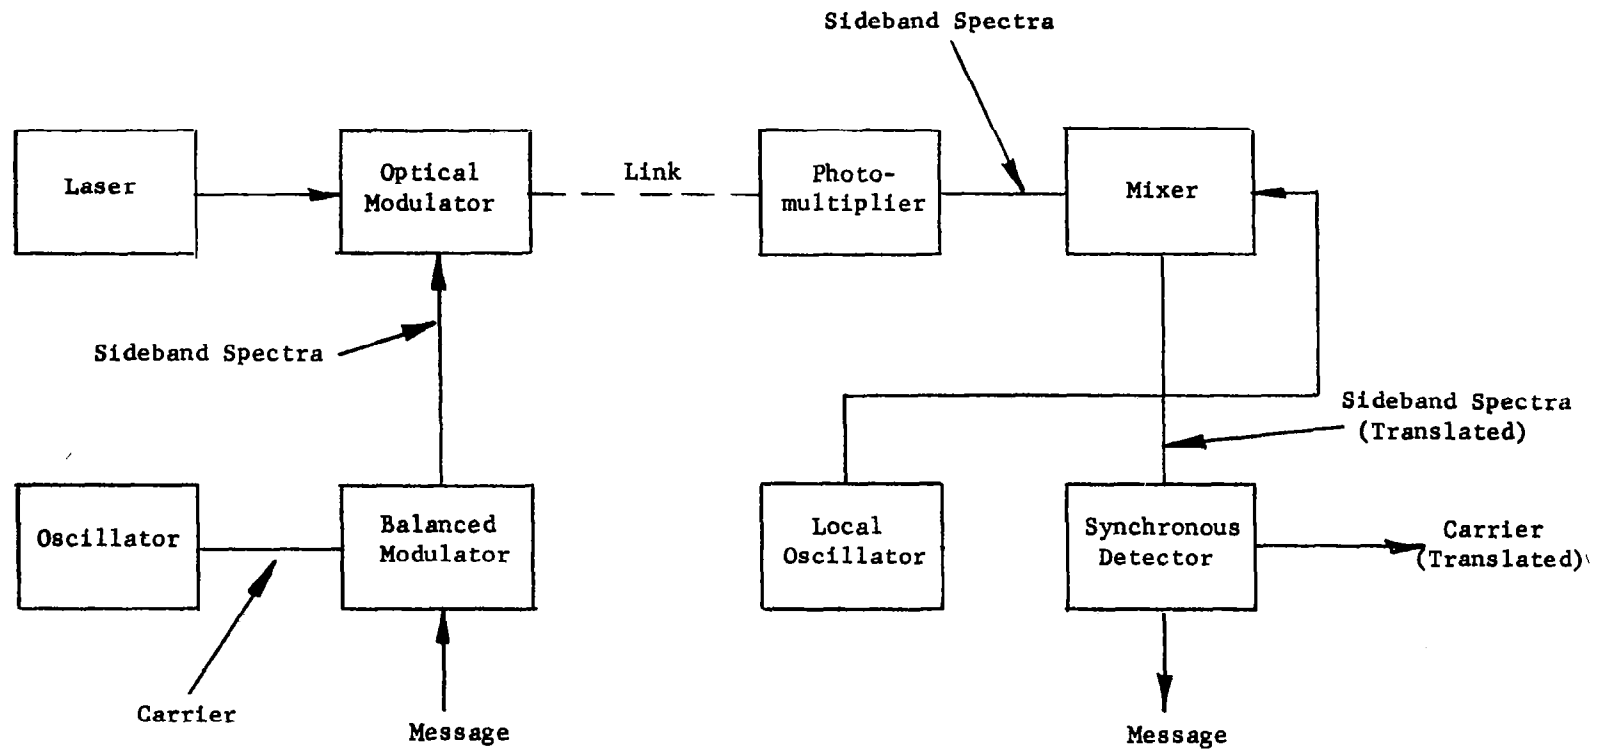 Sideband Spectra
Laser
Optical
Modulator
Link
Photo-
multiplier
Mixer
Sideband Spectra
Sideband Spectra
(Translated)
Oscillator
Balanced
Modulator
Local
Oscillator
Synchronous
Detector
Carrier
(Translated)
Carrier
Message
Message